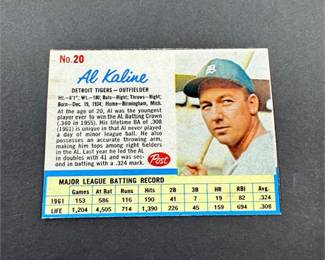 No. 20
Al Kaline
DETROIT TIGERS—OUTFIELDER
Ht.-6'1"; Wt.-180; Bats-Right; Throws-Right;
Born-Dec. 19, 1934; Home-Birmingham, Mich.
At the age of 20, Al was the youngest
player ever to win the AL Batting Crown
(.340 in 1955). His lifetime BA of .308
(1961) is unique in that Al never played
a day of minor league ball. He also
possesses an accurate throwing arm,
making him tops among right fielders
in the AL. Last year he led the AL
in doubles with 41 and was sec-
ond in batting with a .324 mark.
Post
B
MAJOR LEAGUE BATTING RECORD
Games At Bat Runs Hits 2B 3B HR RBI Av.
1961 153 586 116 190 41 7 19 82 .324
LIFE 1,204 4,505 714 1,390 226 45 159 694 .308